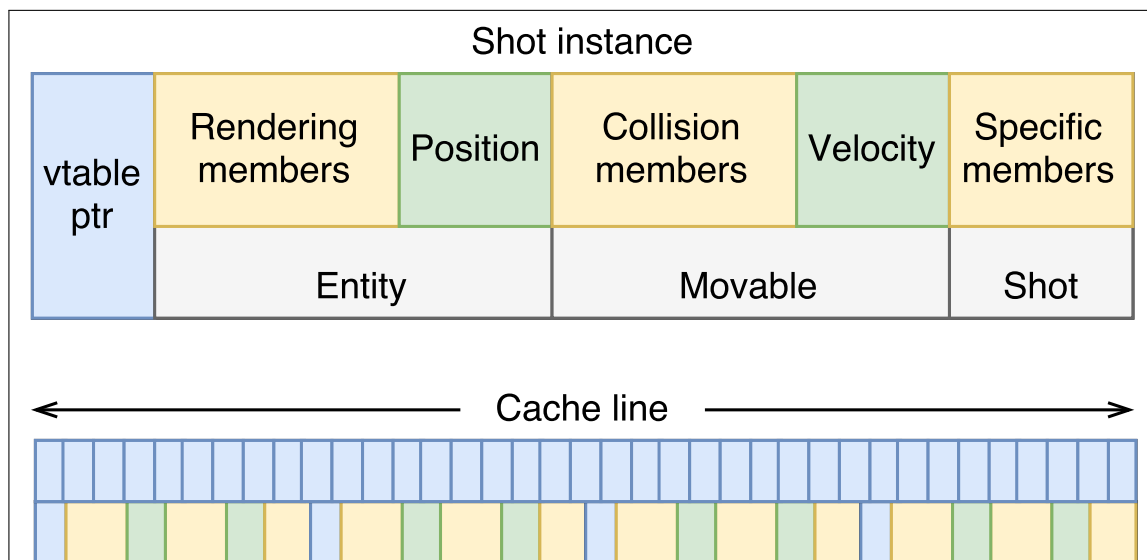 Shot instance
vtable
ptr
Rendering
members
Position
Collision
members
Velocity
Specific
members
Entity
Movable
Shot
Cache line